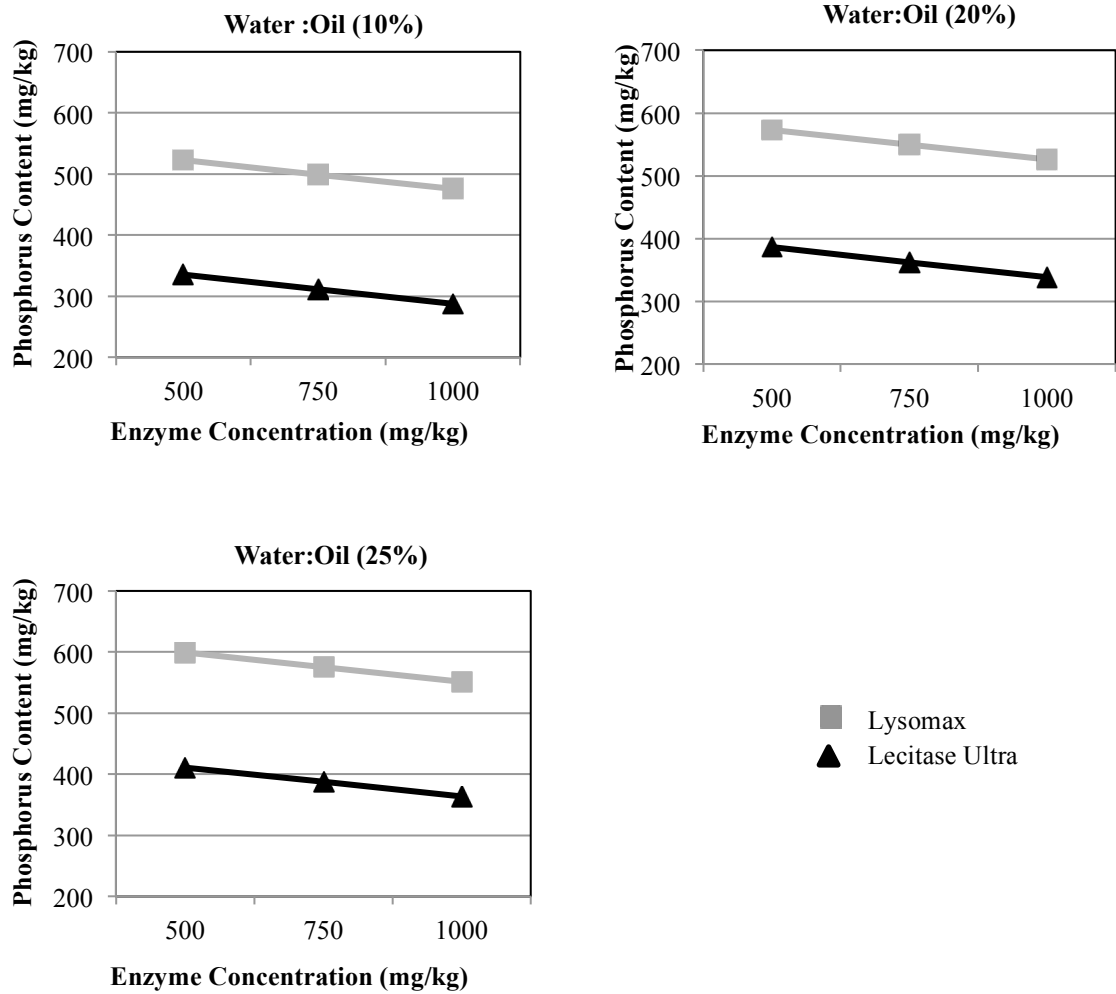 Water :Oil (10%)
Phosphorus Content (mg/kg)
700
600
500
400
300
200
500 750 1000
Enzyme Concentration (mg/kg)
Water:Oil (20%)
Phosphorus Content (mg/kg)
700
600
500
400
300
200
500 750 1000
Enzyme Concentration (mg/kg)
Water:Oil (25%)
Phosphorus Content (mg/kg)
700
600
500
400
300
200
500 750 1000
Enzyme Concentration (mg/kg)
Lysomax
Lecitase Ultra